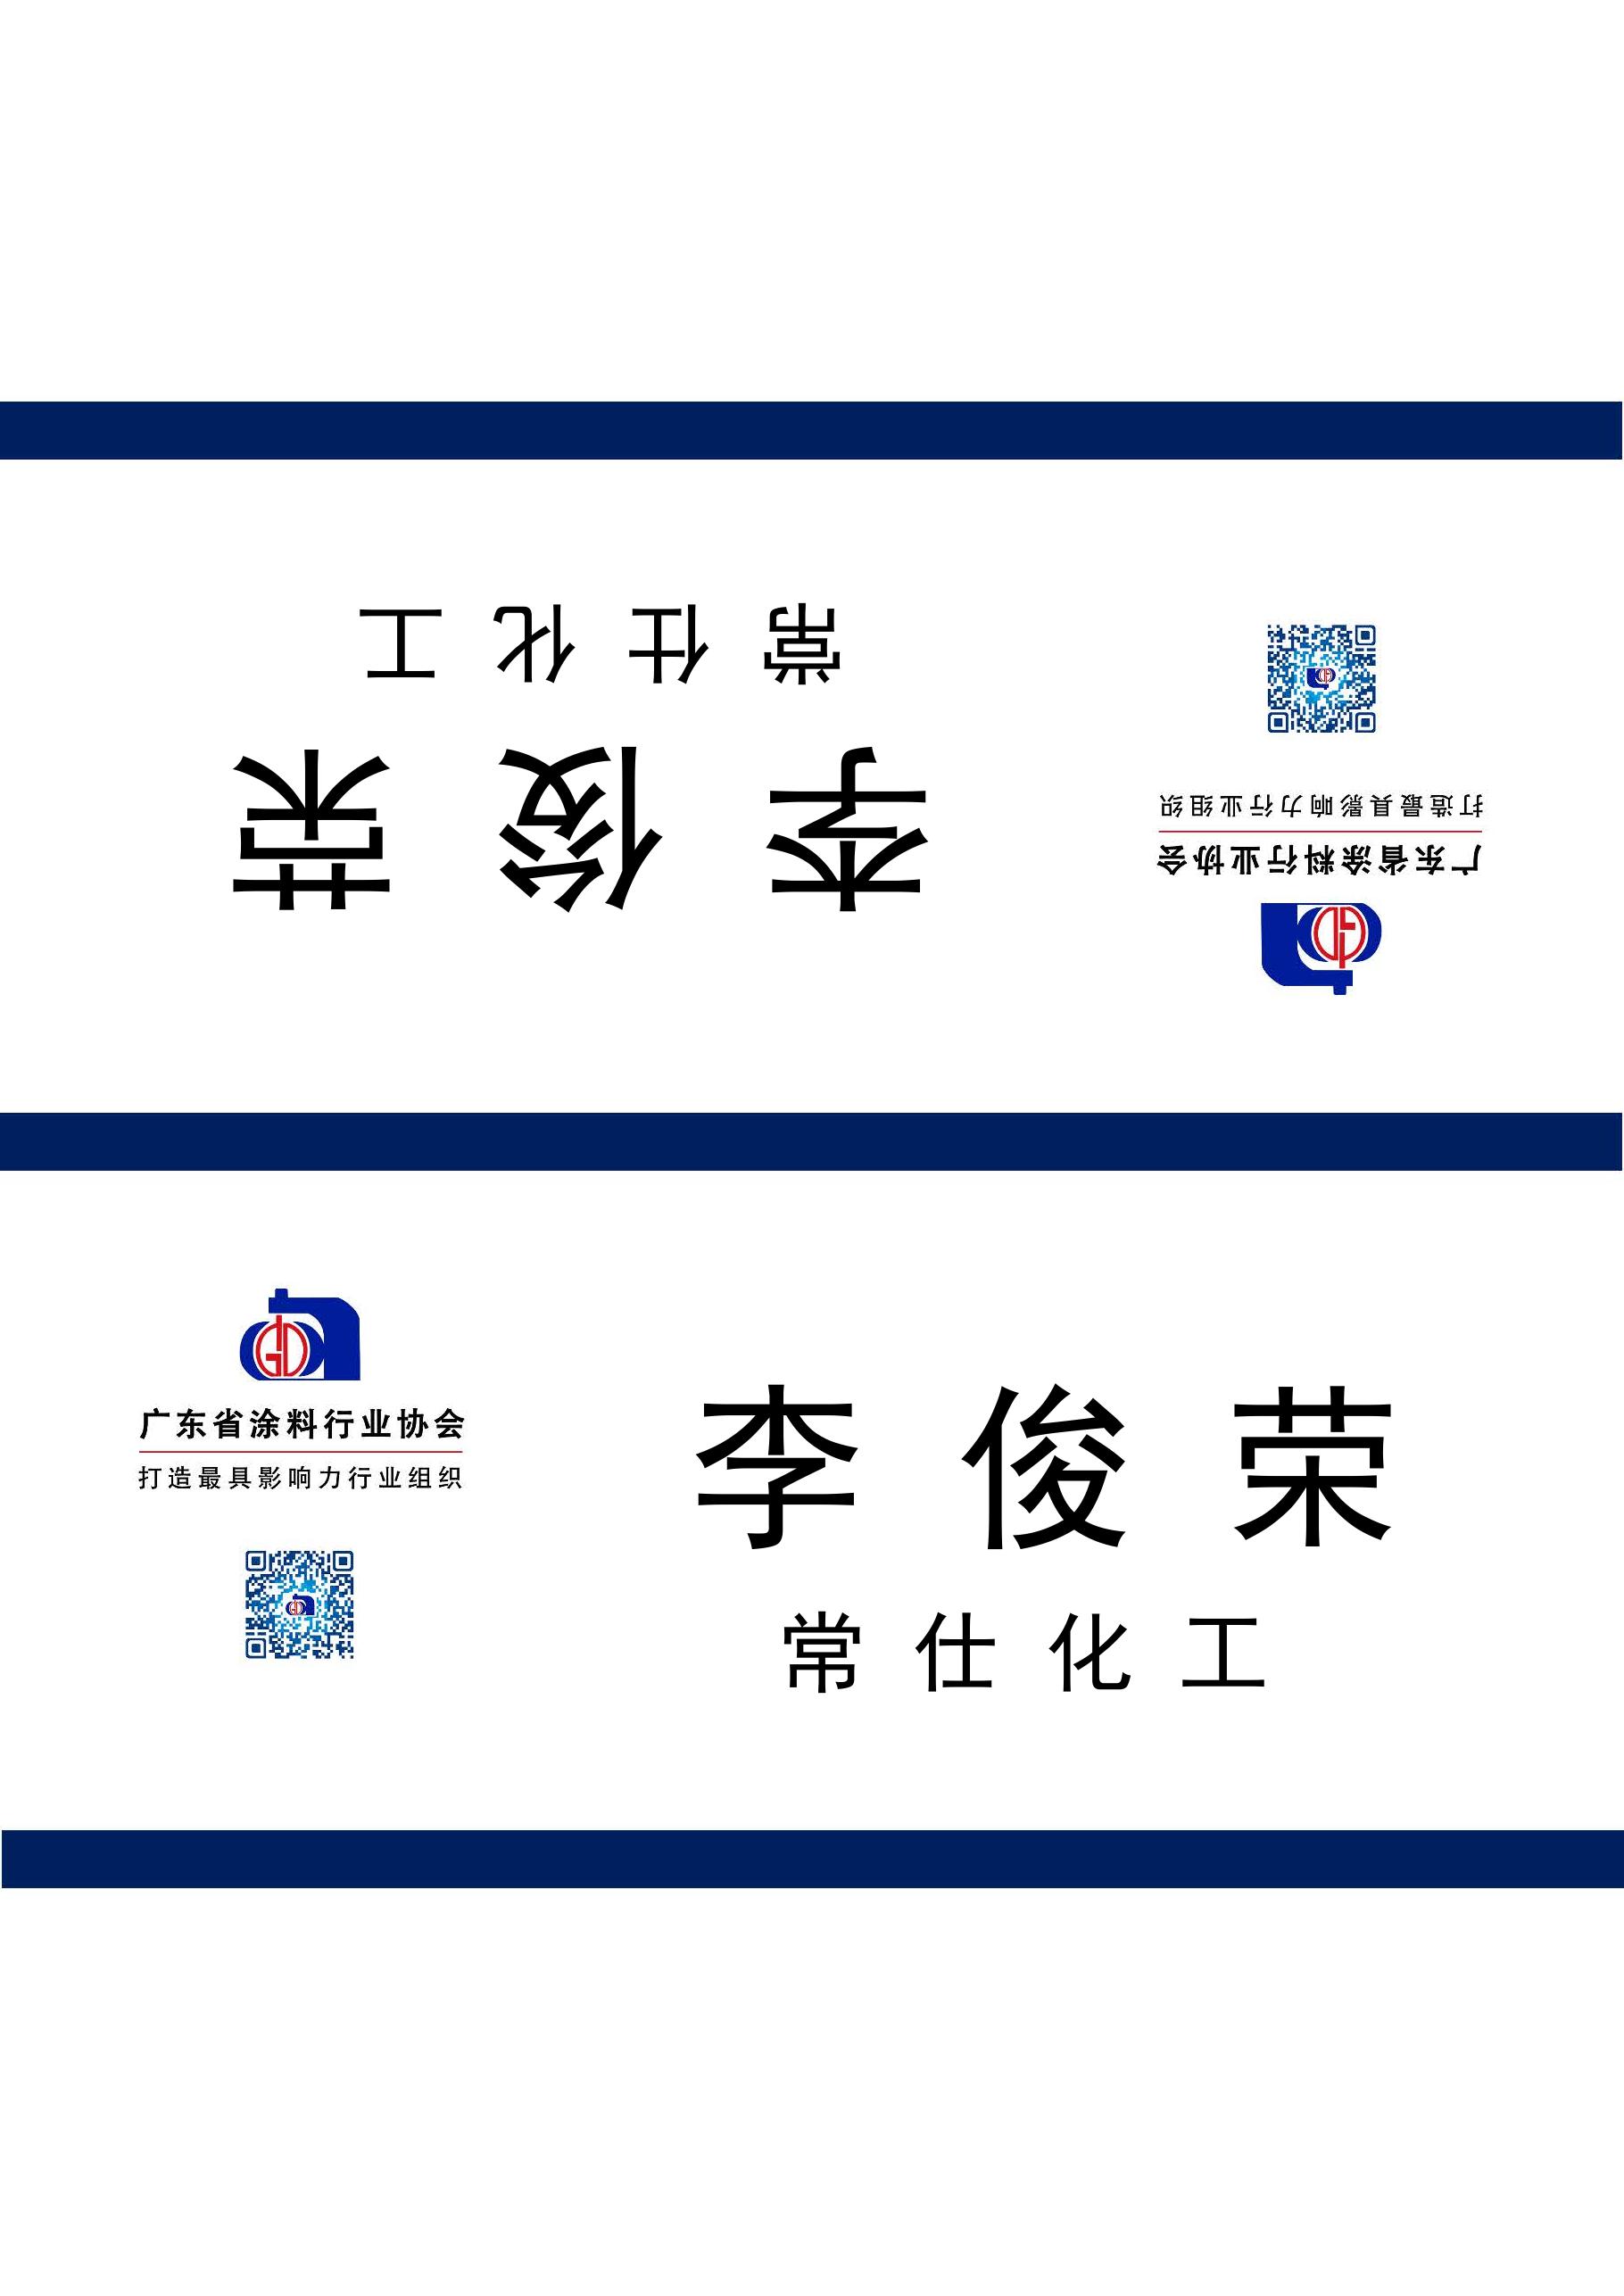 常仕化工
李俊荣
打造最具影响力行业组织
广东省涂料行业协会
广东省涂料行业协会
打造最具影响力行业组织
李俊荣
常仕化工